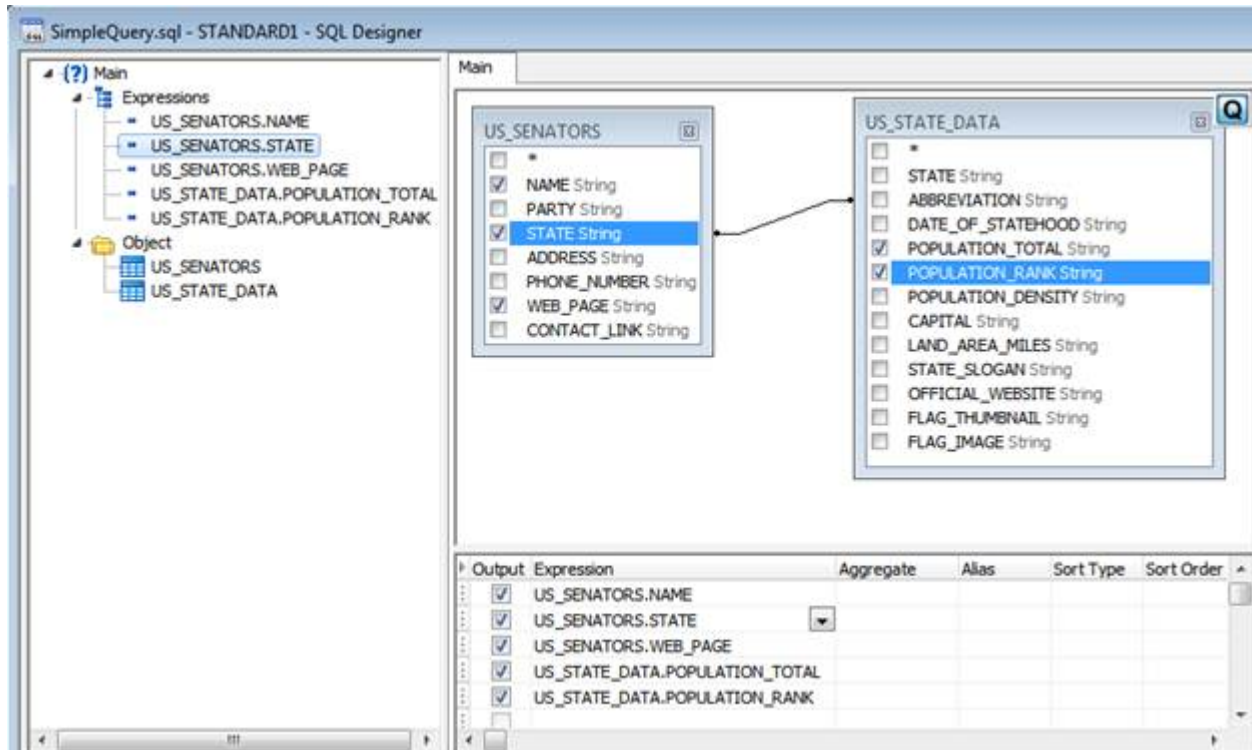 SimpleQuery.sql - STANDARD1 - SQL Designer
Main
Expressions
US_SENATORS.NAME
US_SENATORS.STATE
US_SENATORS.WEB_PAGE
US_STATE_DATA.POPULATION_TOTAL
US_STATE_DATA.POPULATION_RANK
Object
US_SENATORS
US_STATE_DATA
Main
US_SENATORS
*
NAME String
PARTY String
STATE String
ADDRESS String
PHONE_NUMBER String
WEB_PAGE String
CONTACT_LINK String
US_STATE_DATA
Q
*
STATE String
ABBREVIATION String
DATE_OF_STATEHOOD String
POPULATION_TOTAL String
POPULATION_RANK String
POPULATION_DENSITY String
CAPITAL String
LAND_AREA_MILES String
STATE_SLOGAN String
OFFICIAL_WEBSITE String
FLAG_THUMBNAIL String
FLAG_IMAGE String
Output Expression Aggregate Alias Sort Type Sort Order
US_SENATORS.NAME
US_SENATORS.STATE
US_SENATORS.WEB_PAGE
US_STATE_DATA.POPULATION_TOTAL
US_STATE_DATA.POPULATION_RANK